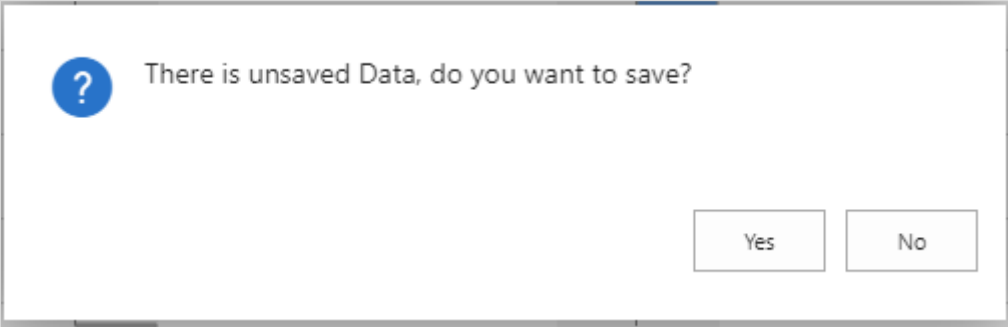 ?
There is unsaved Data, do you want to save?
Yes
No